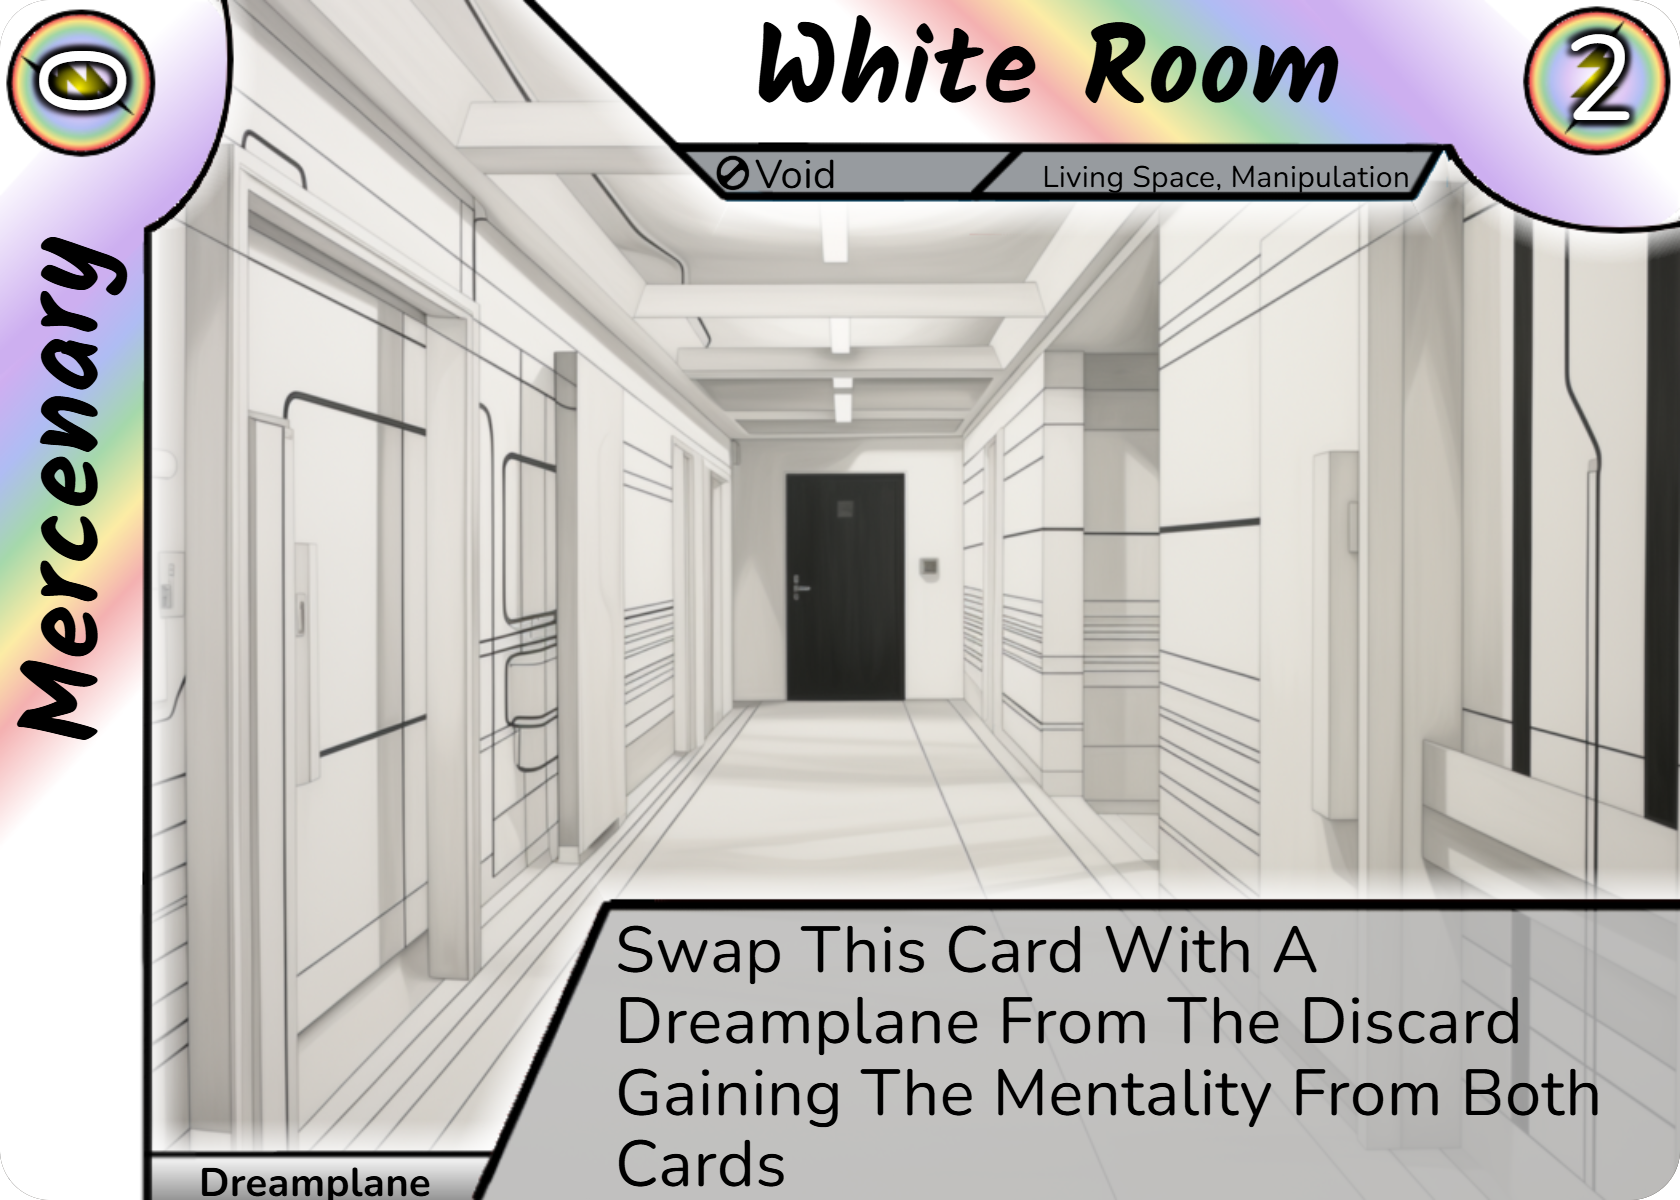 0
White Room
2
Void
Living Space, Manipulation
Mercenary
Swap This Card With A
Dreamplane From The Discard
Gaining The Mentality From Both
Cards
Dreamplane